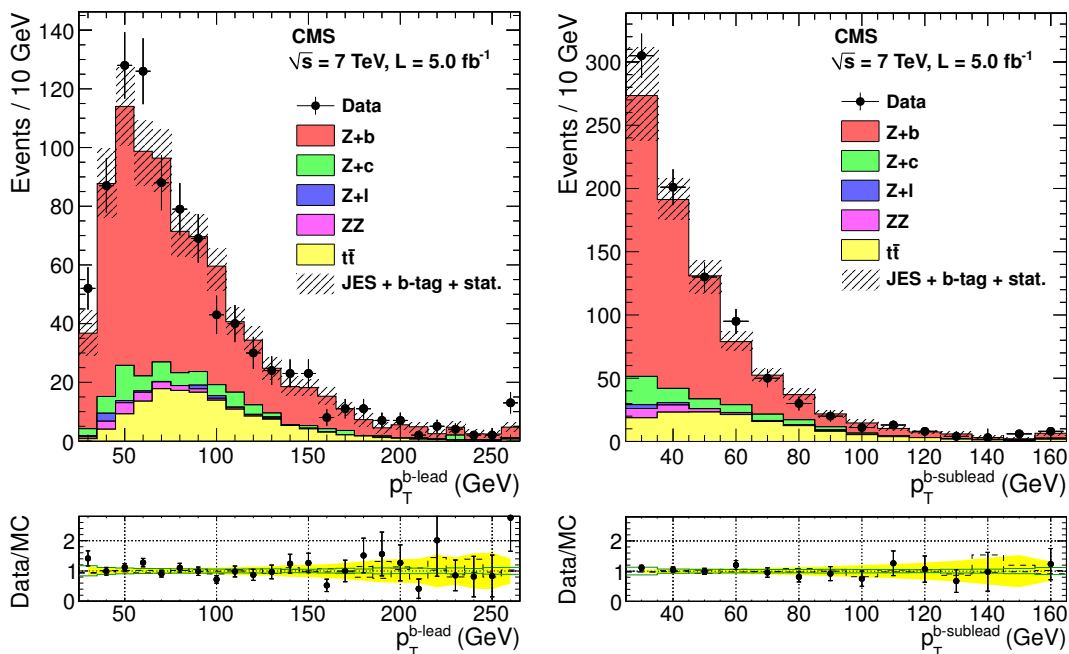 CMS
√s = 7 TeV, L = 5.0 fb⁻¹
Data
Z+b
Z+c
Z+l
ZZ
tt̄
JES + b-tag + stat.
Events / 10 GeV
140
120
100
80
60
40
20
0
50 100 150 200 250
p_T^b-lead (GeV)
Data/MC
2
1
0
50 100 150 200 250
p_T^b-lead (GeV)
CMS
√s = 7 TeV, L = 5.0 fb⁻¹
Data
Z+b
Z+c
Z+l
ZZ
tt̄
JES + b-tag + stat.
Events / 10 GeV
300
250
200
150
100
50
0
40 60 80 100 120 140 160
p_T^b-sublead (GeV)
Data/MC
2
1
0
40 60 80 100 120 140 160
p_T^b-sublead (GeV)